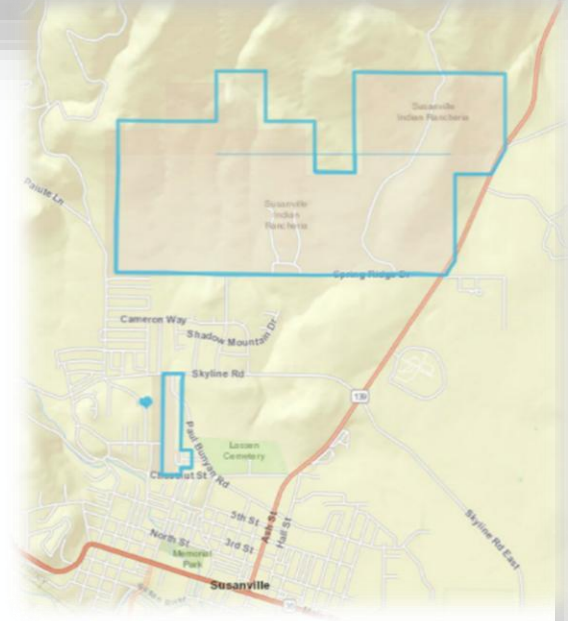 Susanville
Indian Rancheria
Susanville
Indian
Rancheria
Paiute Ln
Spring Ridge Dr
Cameron Way
Shadow Mountain Dr
Skyline Rd
139
Paul Bunyan Rd
Lassen
Cemetery
Chestnut St
5th St
Ash St
Hall St
Skyline Rd East
North St
3rd St
Memorial
Park
Susanville